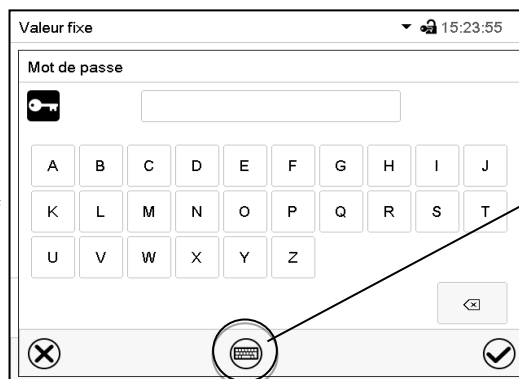 Valeur fixe 15:23:55
Mot de passe
A B C D E F G H I J
K L M N O P Q R S T
U V W X Y Z